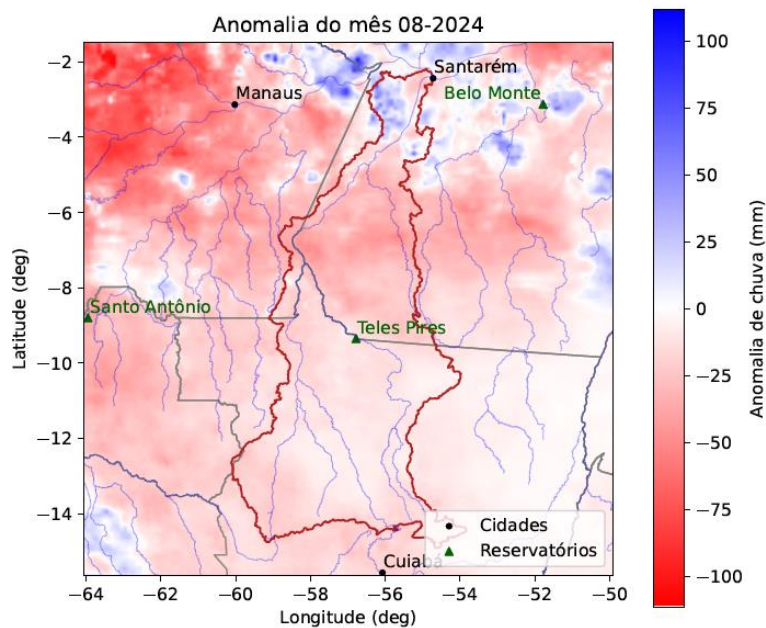 Anomalia do mês 08-2024
Santarém
Manaus
Belo Monte
Santo Antônio
Teles Pires
Cuiabá
Cidades
Reservatórios
−2
−4
−6
−8
−10
−12
−14
Latitude (deg)
−64
−62
−60
−58
−56
−54
−52
−50
Longitude (deg)
100
75
50
25
0
−25
−50
−75
−100
Anomalia de chuva (mm)